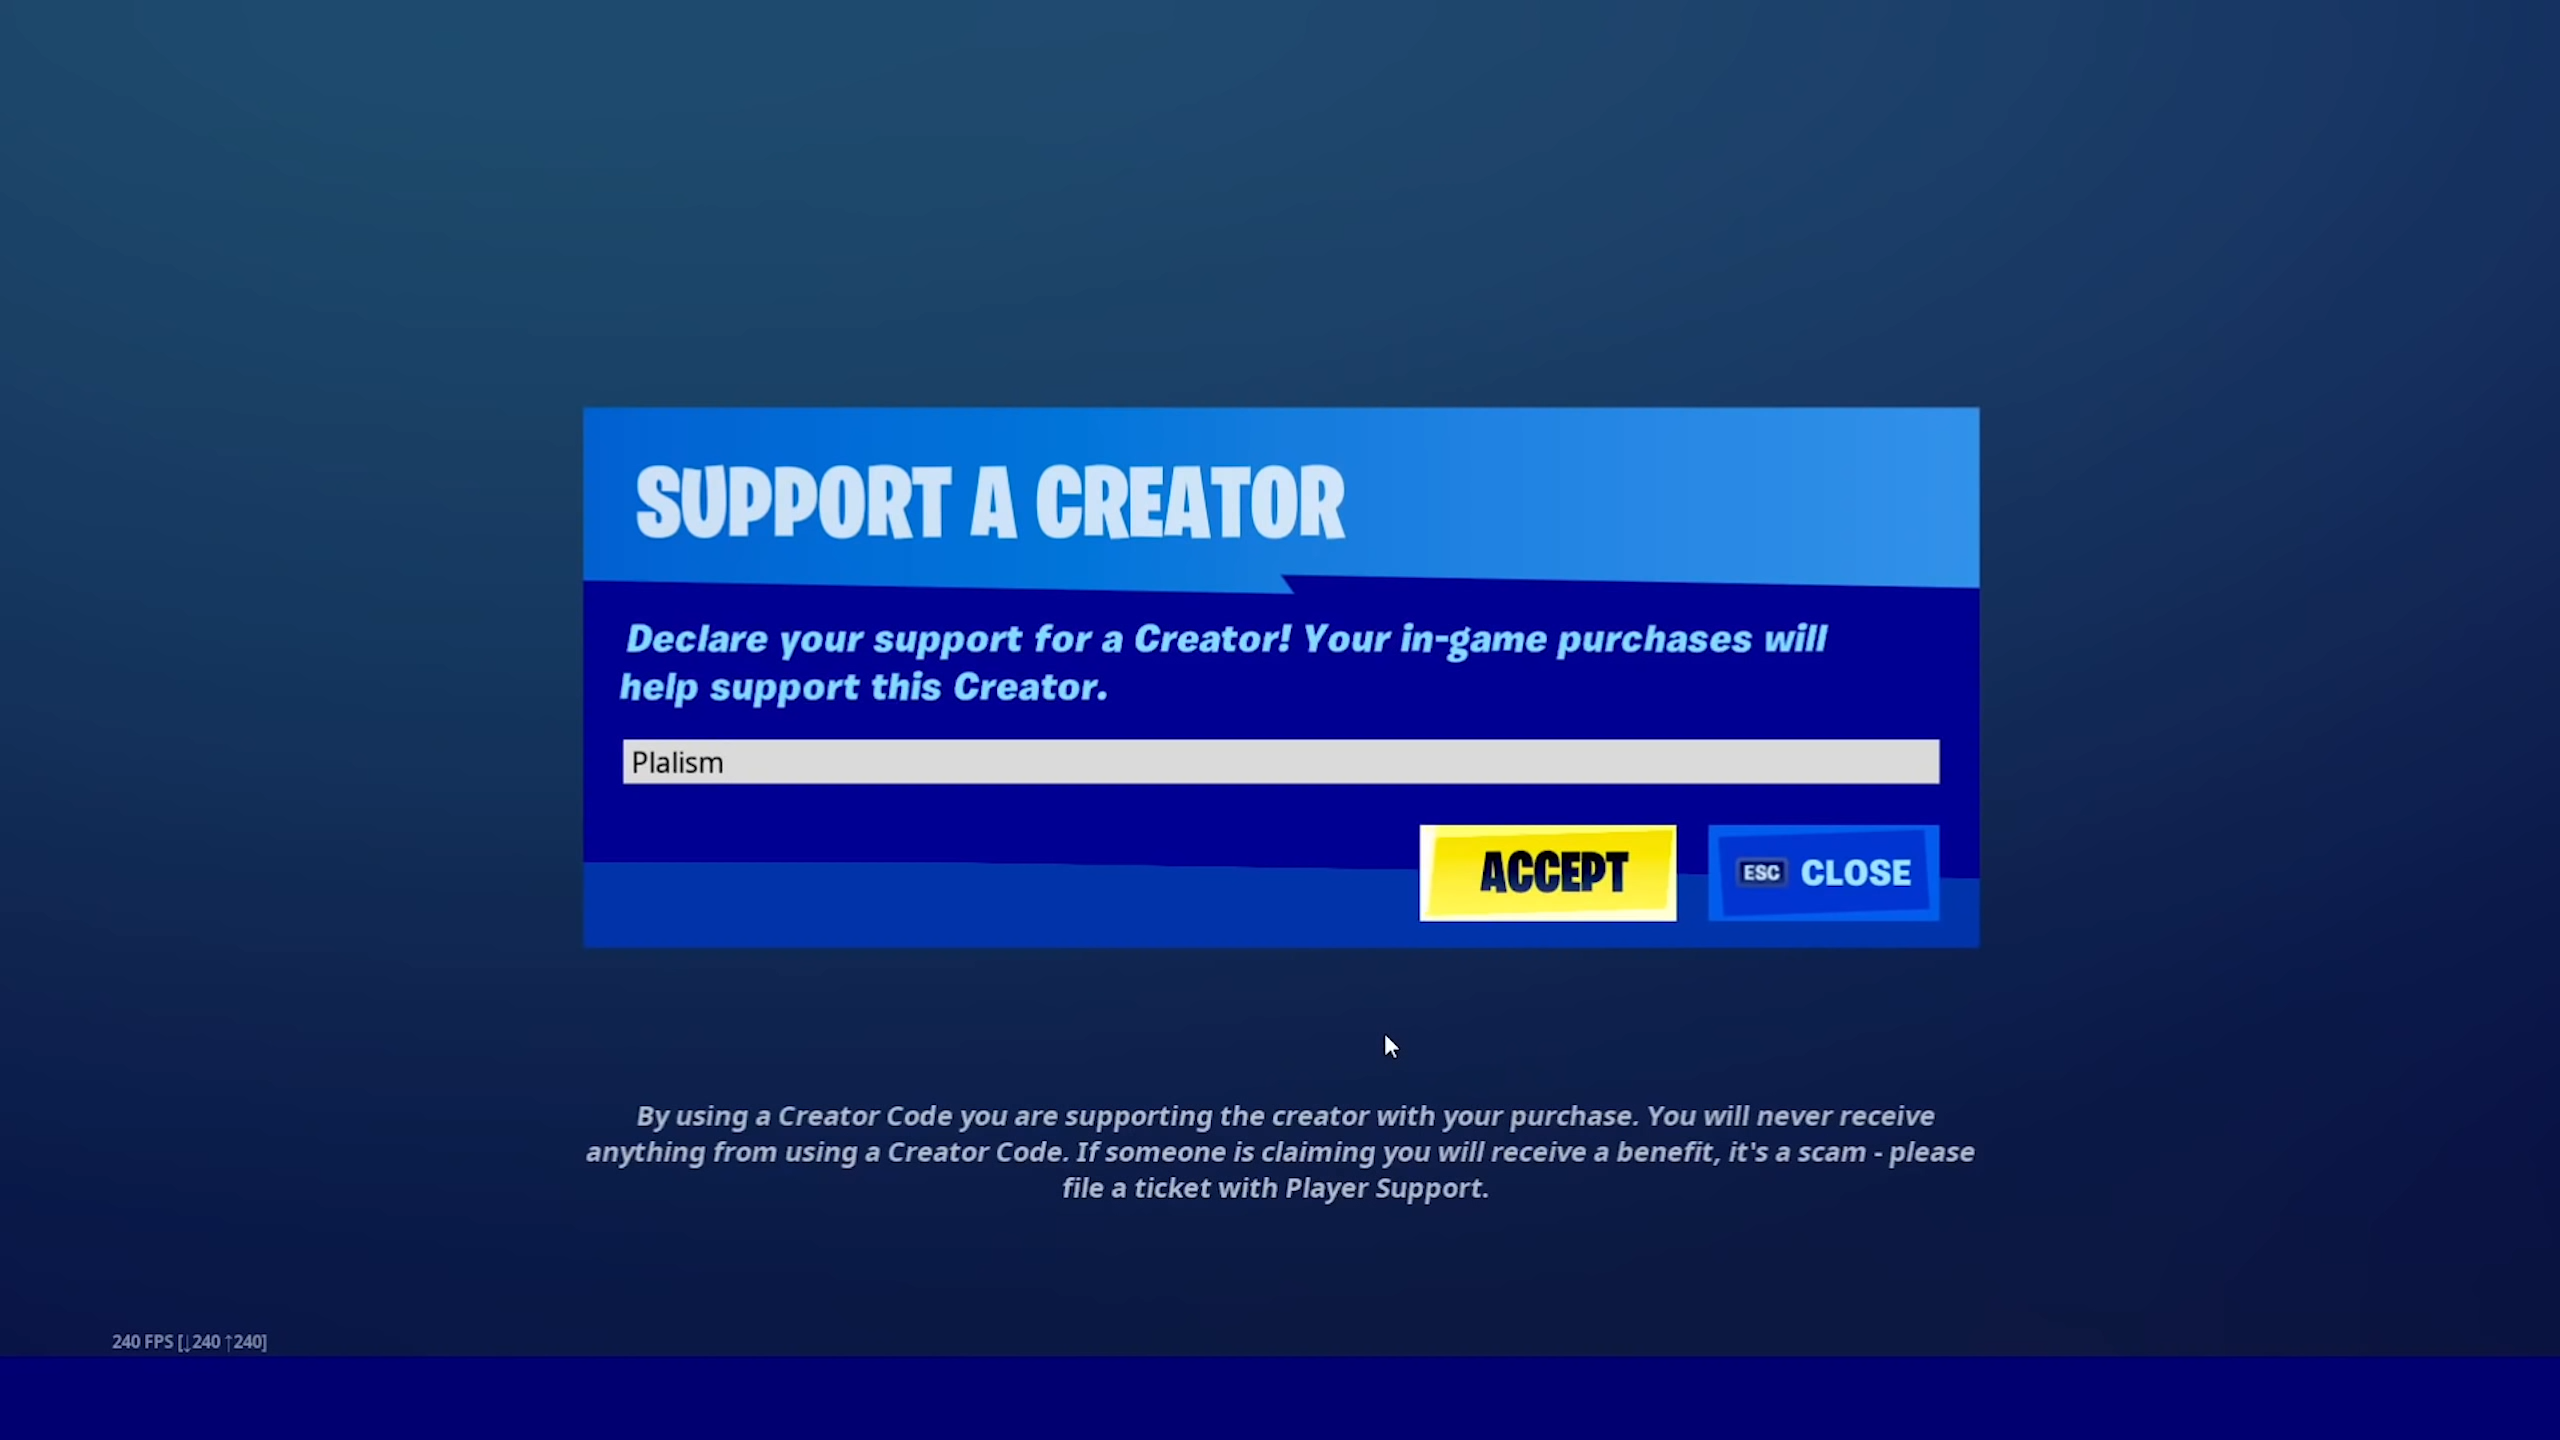 SUPPORT A CREATOR
Declare your support for a Creator! Your in-game purchases will
help support this Creator.
Plalism
ACCEPT
ESC CLOSE
By using a Creator Code you are supporting the creator with your purchase. You will never receive
anything from using a Creator Code. If someone is claiming you will receive a benefit, it's a scam - please
file a ticket with Player Support.
240 FPS [↓240 ↑240]